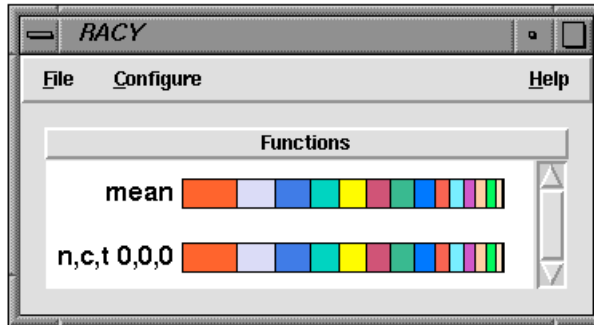 RACY
File Configure Help
Functions
mean
n,c,t 0,0,0